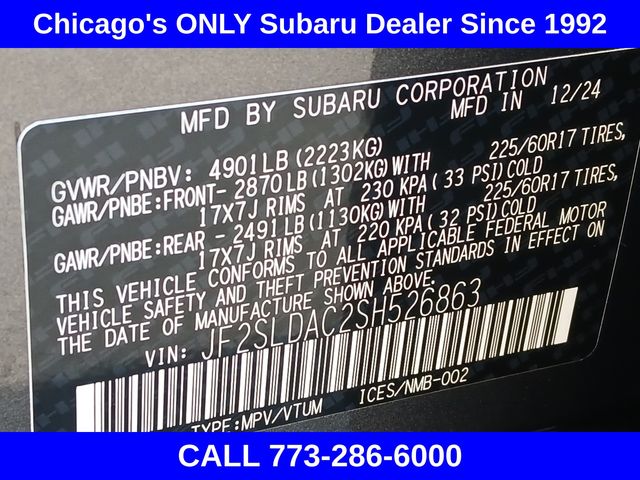 Chicago's ONLY Subaru Dealer Since 1992
MFD BY SUBARU CORPORATION
MFD IN 12/24
GVWR/PNBV: 4901LB(2223KG)
GAWR/PNBE:FRONT-2870LB(1302KG)WITH 225/60R17 TIRES,
17X7J RIMS AT 230 KPA(33 PSI)COLD
GAWR/PNBE:REAR -2491LB(1130KG)WITH 225/60R17 TIRES,
17X7J RIMS AT 220 KPA(32 PSI)COLD
THIS VEHICLE CONFORMS TO ALL APPLICABLE FEDERAL MOTOR
VEHICLE SAFETY AND THEFT PREVENTION STANDARDS IN EFFECT ON
THE DATE OF MANUFACTURE SHOWN ABOVE.
VIN: JF2SLDAC2SH526863
TYPE:MPV/VTUM ICES/NMB-002
CALL 773-286-6000